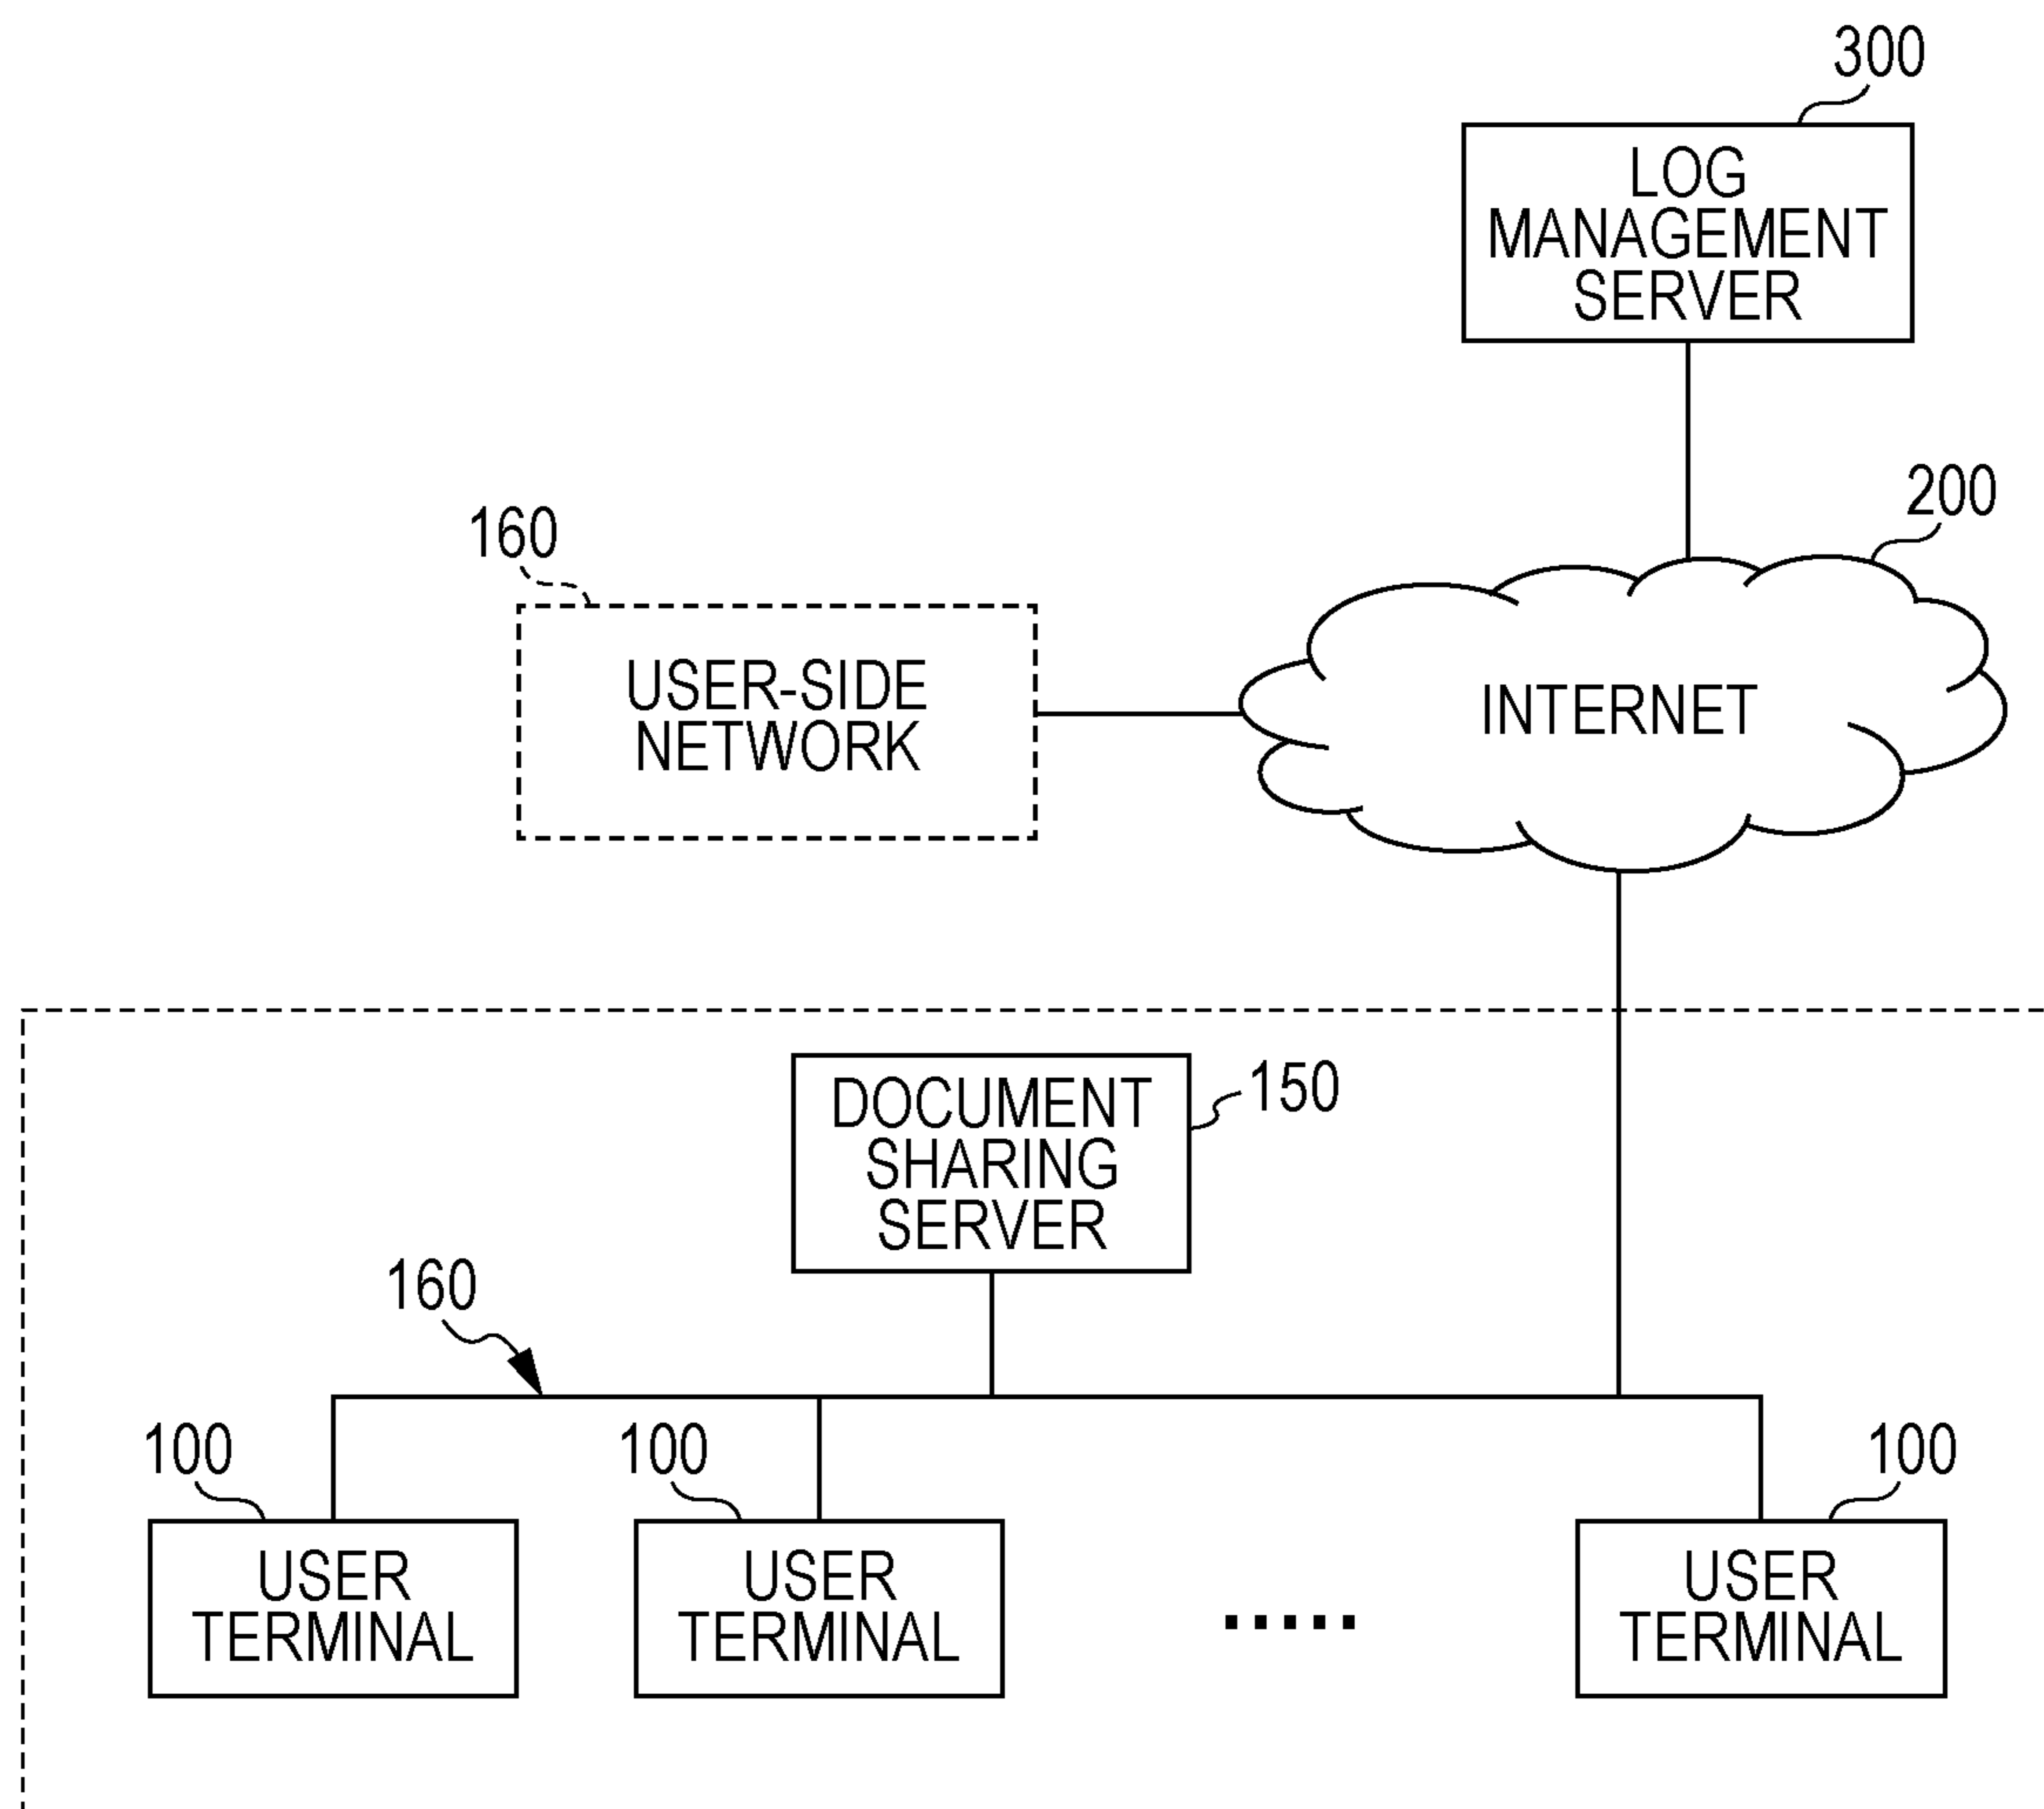 300
LOG
MANAGEMENT
SERVER
200
160
USER-SIDE
NETWORK
INTERNET
DOCUMENT
SHARING
SERVER
150
160
100
100
100
USER
TERMINAL
USER
TERMINAL
.....
USER
TERMINAL